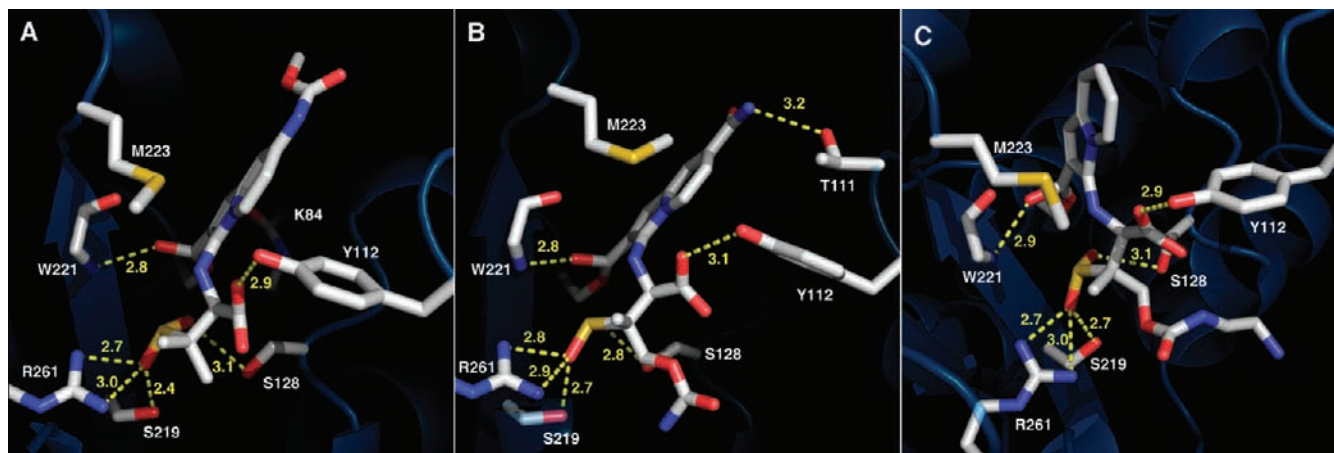 A
M223
K84
W221
2.8
Y112
2.9
2.7
3.1
R261
3.0
2.4
S128
S219
B
3.2
M223
T111
W221
2.8
3.1
Y112
2.8
2.8
S128
R261
2.9
2.7
S219
C
M223
2.9
Y112
2.9
W221
3.1
S128
2.7
2.7
3.0
S219
R261